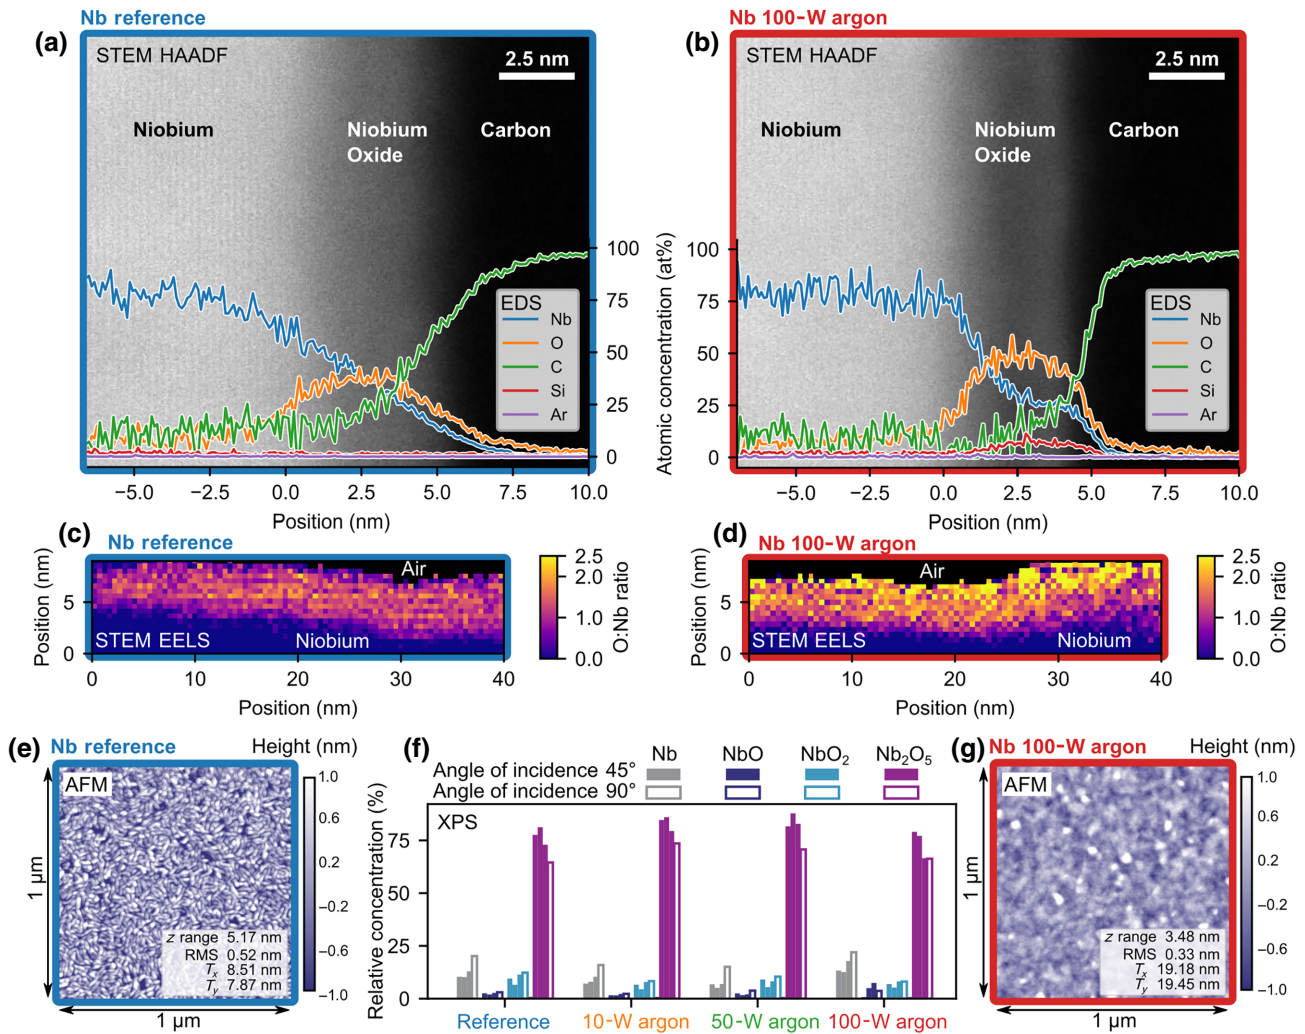 Nb reference
(a)
STEM HAADF
2.5 nm
Niobium
Niobium
Oxide
Carbon
100
75
50
25
0
EDS
Nb
O
C
Si
Ar
−5.0
−2.5
0.0
2.5
5.0
7.5
10.0
Position (nm)
Nb 100-W argon
(b)
STEM HAADF
2.5 nm
Niobium
Niobium
Oxide
Carbon
Atomic concentration (at%)
100
75
50
25
0
EDS
Nb
O
C
Si
Ar
−5.0
−2.5
0.0
2.5
5.0
7.5
10.0
Position (nm)
(c)
Nb reference
Position (nm)
5
0
Air
STEM EELS
Niobium
0
10
20
30
40
Position (nm)
2.5
2.0
1.0
0.0
O:Nb ratio
(d)
Nb 100-W argon
Position (nm)
5
0
Air
STEM EELS
Niobium
0
10
20
30
40
Position (nm)
2.5
2.0
1.0
0.0
O:Nb ratio
(e)
Nb reference
Height (nm)
AFM
1 µm
1.0
0.6
0.2
−0.2
−0.6
−1.0
z range 5.17 nm
RMS 0.52 nm
Tx 8.51 nm
Ty 7.87 nm
1 µm
(f)
Nb
NbO
NbO₂
Nb₂O₅
Angle of incidence 45°
Angle of incidence 90°
XPS
Relative concentration (%)
75
50
25
0
Reference
10-W argon
50-W argon
100-W argon
(g)
Nb 100-W argon
Height (nm)
AFM
1 µm
1.0
0.6
0.2
−0.2
−0.6
−1.0
z range 3.48 nm
RMS 0.33 nm
Tx 19.18 nm
Ty 19.45 nm
1 µm